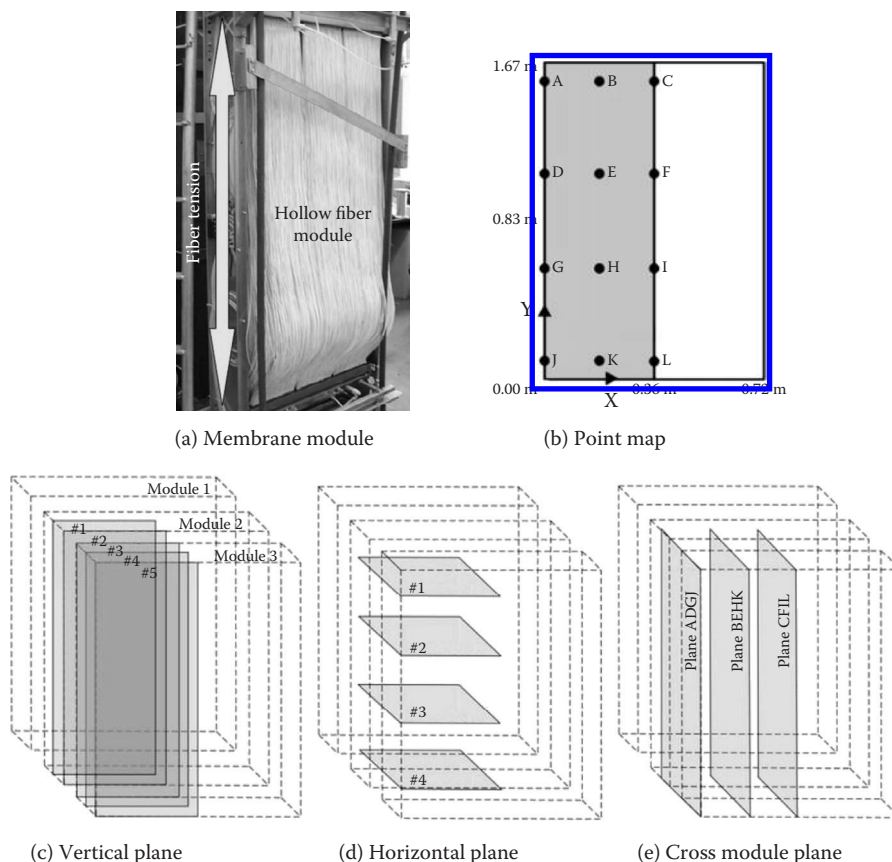 Fiber tension
Hollow fiber
module
(a) Membrane module
1.67 m
A
B
C
D
E
F
0.83 m
G
H
I
Y
J
K
L
0.00 m
0.36 m
0.72 m
X
(b) Point map
Module 1
Module 2
Module 3
#1
#2
#3
#4
#5
(c) Vertical plane
#1
#2
#3
#4
(d) Horizontal plane
Plane ADGJ
Plane BEHK
Plane CFIL
(e) Cross module plane